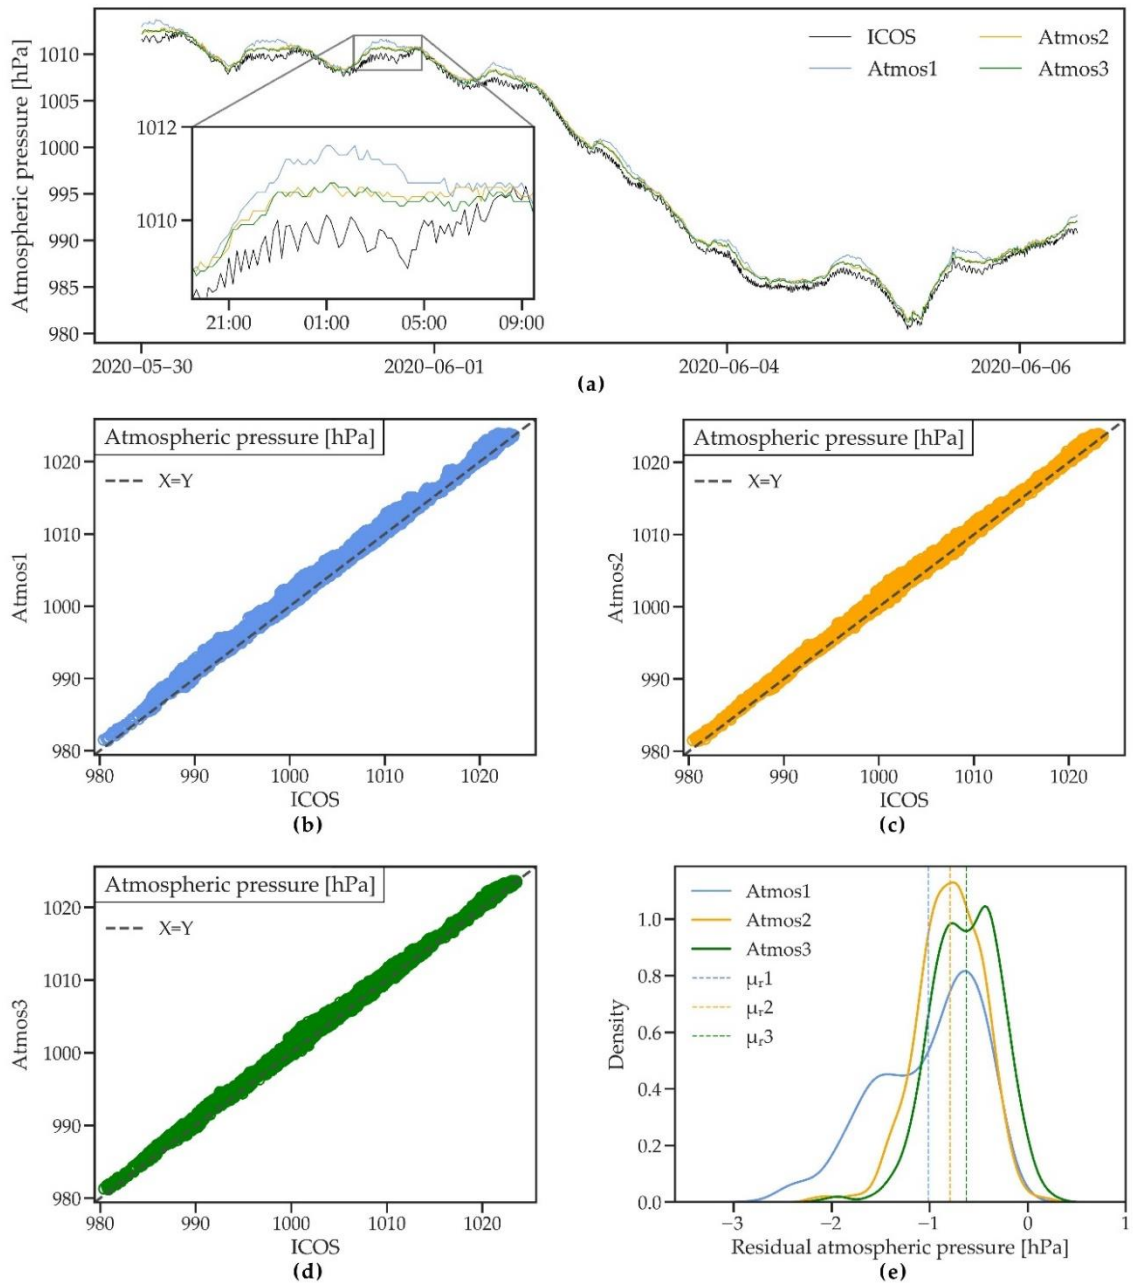 Atmospheric pressure [hPa]
1010
1005
1000
995
990
985
980
ICOS
Atmos1
Atmos2
Atmos3
1012
1010
21:00
01:00
05:00
09:00
2020-05-30
2020-06-01
2020-06-04
2020-06-06
(a)
Atmospheric pressure [hPa]
X=Y
Atmos1
1020
1010
1000
990
980
980
990
1000
1010
1020
ICOS
(b)
Atmospheric pressure [hPa]
X=Y
Atmos2
1020
1010
1000
990
980
980
990
1000
1010
1020
ICOS
(c)
Atmospheric pressure [hPa]
X=Y
Atmos3
1020
1010
1000
990
980
980
990
1000
1010
1020
ICOS
(d)
Atmos1
Atmos2
Atmos3
μr1
μr2
μr3
Density
1.0
0.8
0.6
0.4
0.2
0.0
−3
−2
−1
0
1
Residual atmospheric pressure [hPa]
(e)